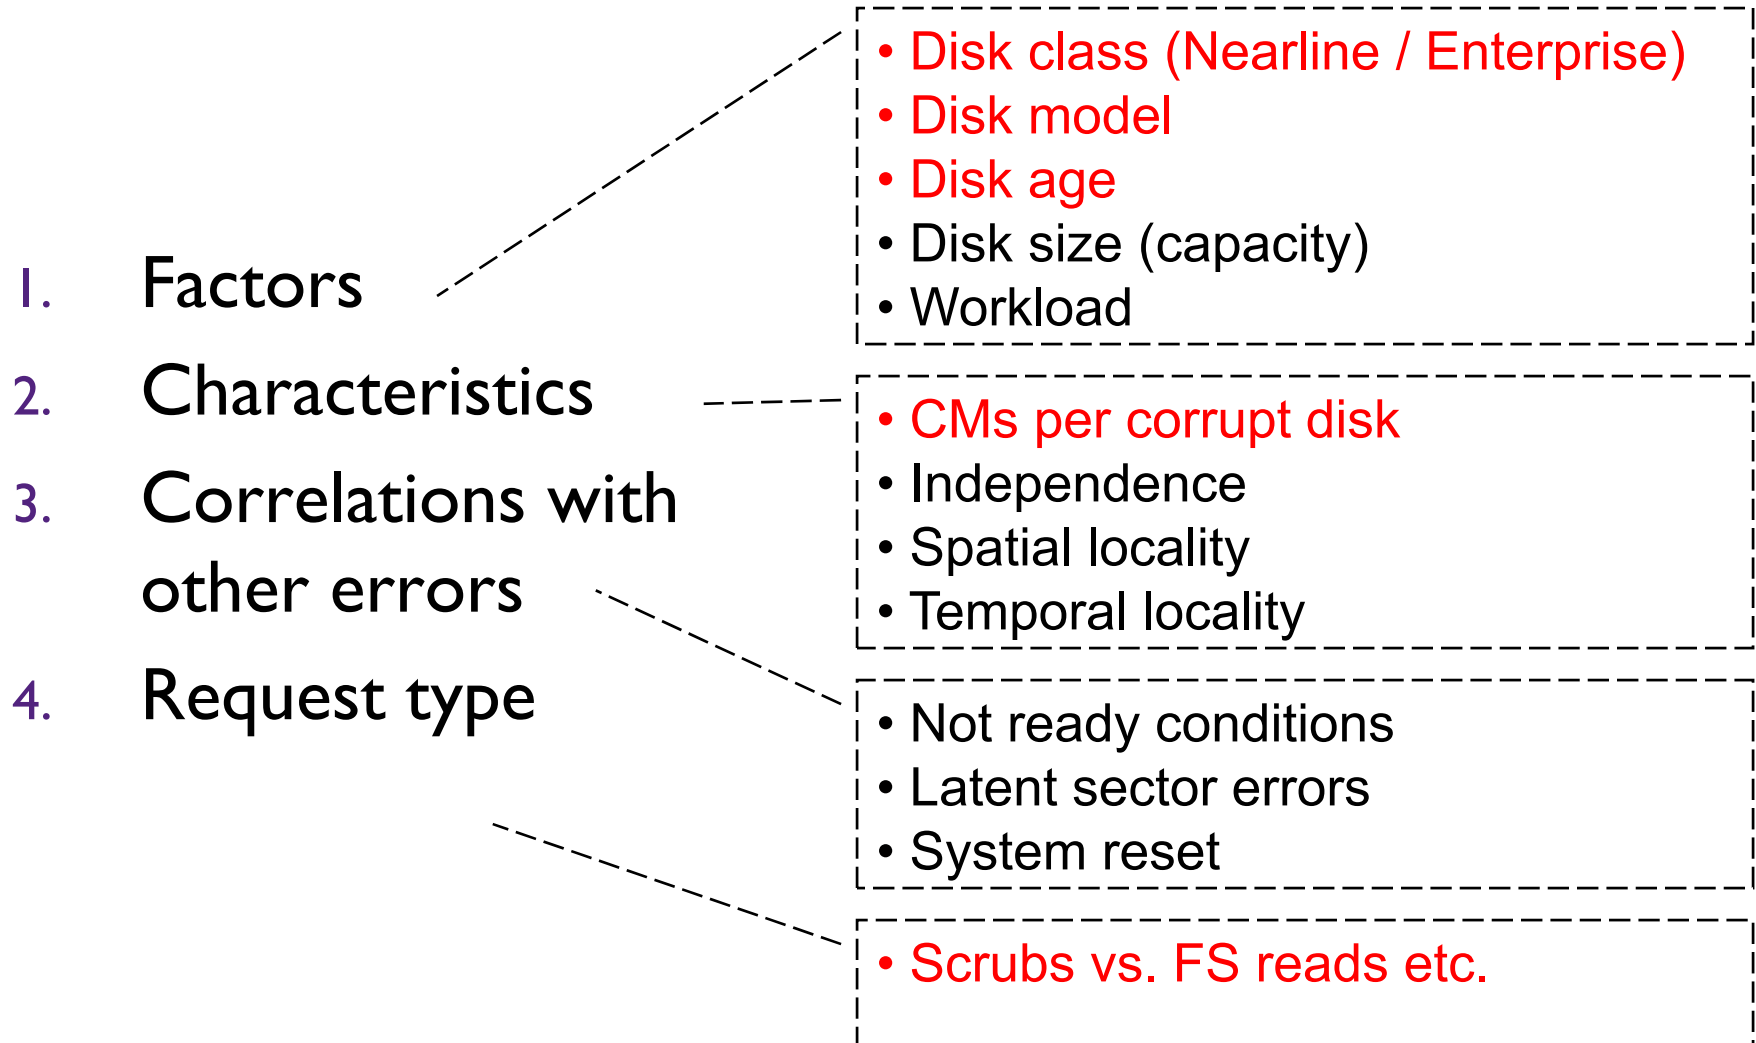 1. Factors
2. Characteristics
3. Correlations with
other errors
4. Request type
• Disk class (Nearline / Enterprise)
• Disk model
• Disk age
• Disk size (capacity)
• Workload
• CMs per corrupt disk
• Independence
• Spatial locality
• Temporal locality
• Not ready conditions
• Latent sector errors
• System reset
• Scrubs vs. FS reads etc.